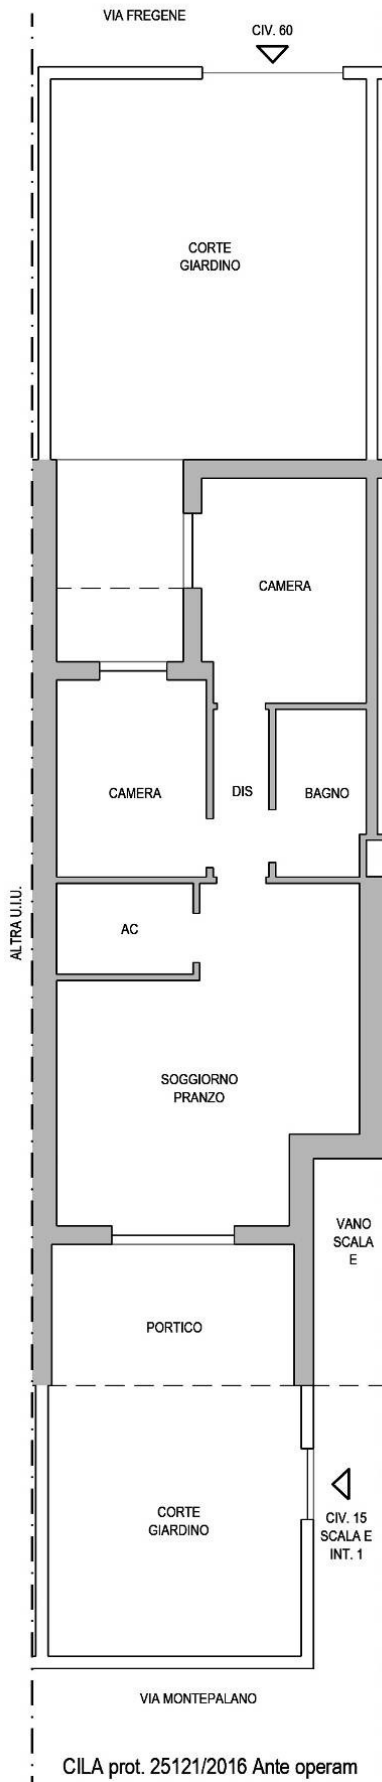 VIA FREGENE
CIV. 60
CORTE
GIARDINO
CAMERA
CAMERA
DIS
BAGNO
AC
ALTRA U.I.U.
SOGGIORNO
PRANZO
VANO
SCALA
E
PORTICO
CORTE
GIARDINO
CIV. 15
SCALA E
INT. 1
VIA MONTEPALANO
CILA prot. 25121/2016 Ante operam